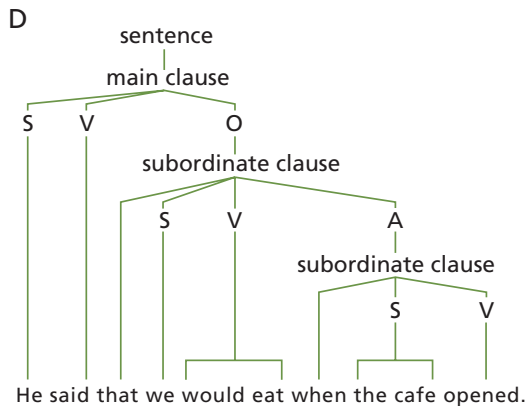 D
sentence
main clause
S V O
subordinate clause
S V A
subordinate clause
S V
He said that we would eat when the cafe opened.